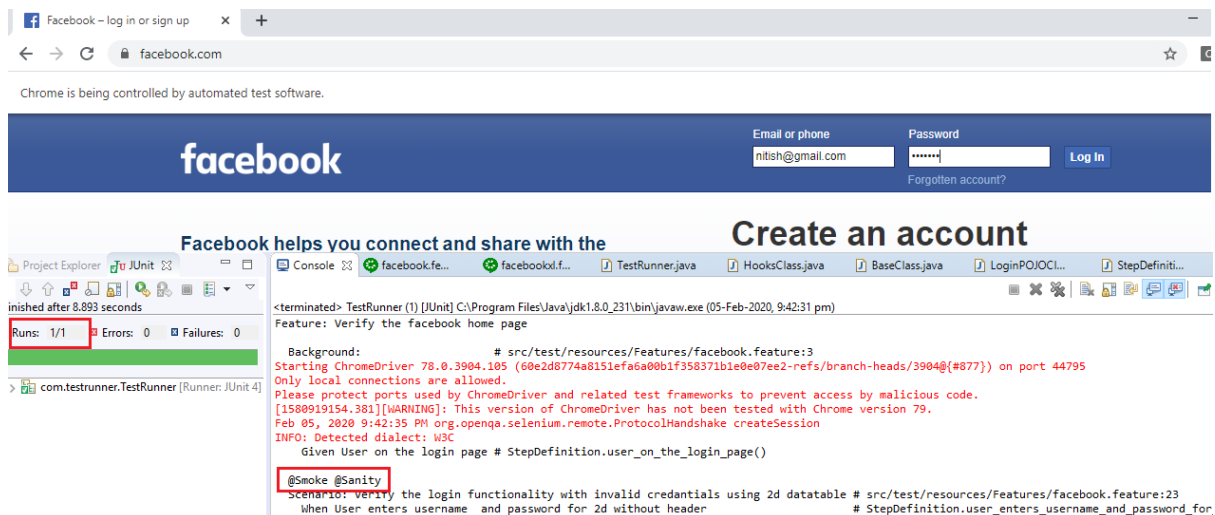 Facebook – log in or sign up
facebook.com
Chrome is being controlled by automated test software.
Email or phone Password
facebook
nitish@gmail.com ••••••• Log In
Forgotten account?
Create an account
Facebook helps you connect and share with the
Project Explorer JUnit
Console facebook.fe... facebookxl.f... TestRunner.java HooksClass.java BaseClass.java LoginPOJOCl... StepDefiniti...
inished after 8.893 seconds
<terminated> TestRunner (1) [JUnit] C:\Program Files\Java\jdk1.8.0_231\bin\javaw.exe (05-Feb-2020, 9:42:31 pm)
Runs: 1/1 Errors: 0 Failures: 0
com.testrunner.TestRunner [Runner: JUnit 4]
Feature: Verify the facebook home page
Background: # src/test/resources/Features/facebook.feature:3
Starting ChromeDriver 78.0.3904.105 (60e2d8774a8151efa6a00b1f358371b1e0e07ee2-refs/branch-heads/3904@{#877}) on port 44795
Only local connections are allowed.
Please protect ports used by ChromeDriver and related test frameworks to prevent access by malicious code.
[1580919154.381][WARNING]: This version of ChromeDriver has not been tested with Chrome version 79.
Feb 05, 2020 9:42:35 PM org.openqa.selenium.remote.ProtocolHandshake createSession
INFO: Detected dialect: W3C
Given User on the login page # StepDefinition.user_on_the_login_page()
@Smoke @Sanity
Scenario: Verify the login functionality with invalid credantials using 2d datatable # src/test/resources/Features/facebook.feature:23
When User enters username and password for 2d without header # StepDefinition.user_enters_username_and_password_for_